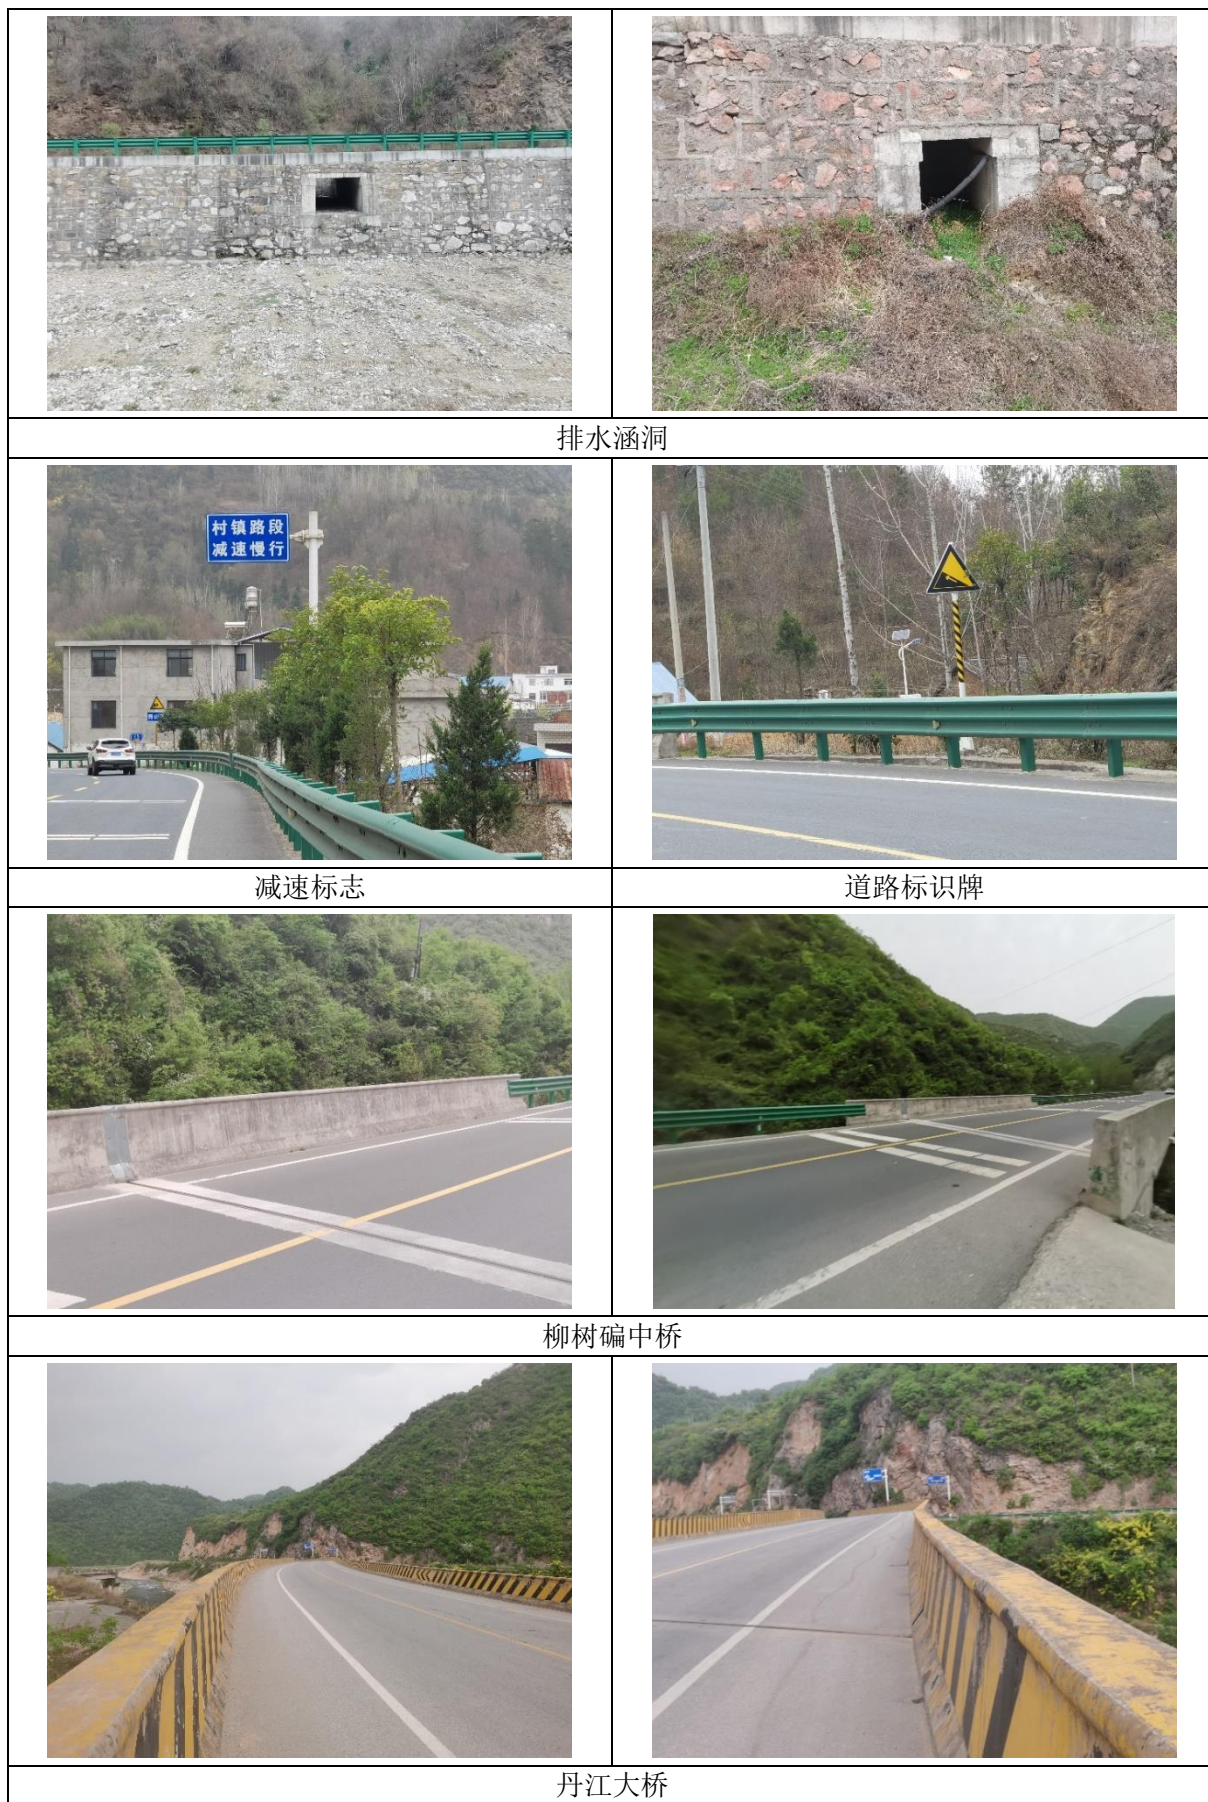 排水涵洞
村镇路段
减速慢行
减速标志
道路标识牌
柳树碥中桥
丹江大桥